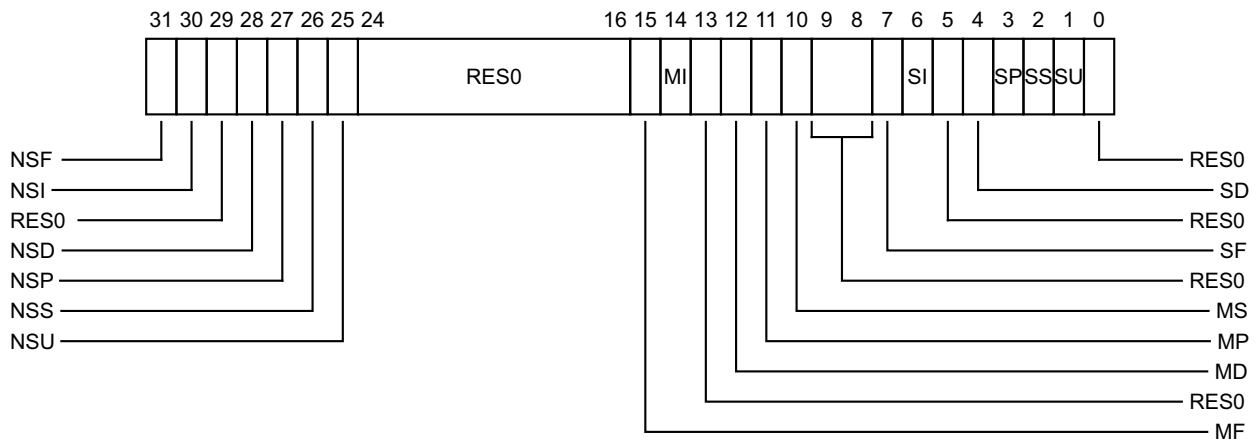 31 30 29 28 27 26 25 24 16 15 14 13 12 11 10 9 8 7 6 5 4 3 2 1 0
RES0 MI SI SP SS SU
NSF RES0
NSI SD
RES0 RES0
NSD SF
NSP RES0
NSS MS
NSU MP
MD
RES0
MF